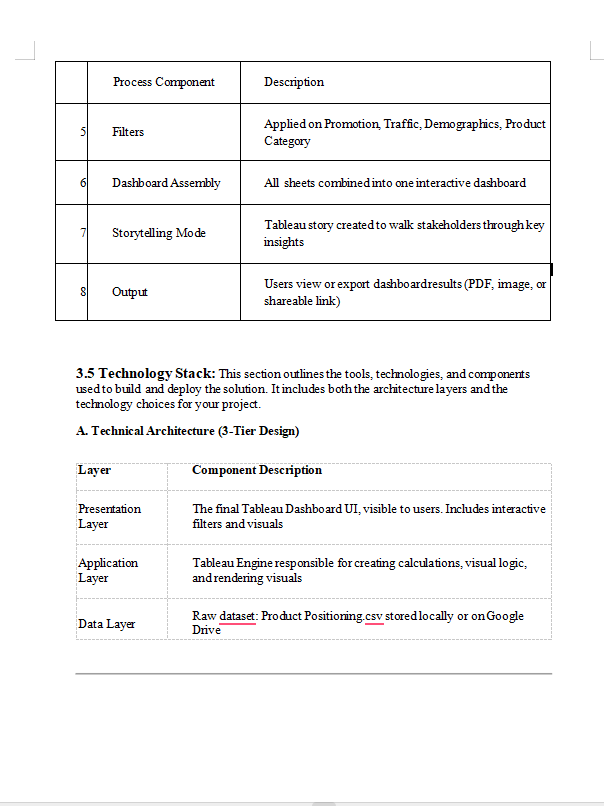 Process Component Description
5 Filters Applied on Promotion, Traffic, Demographics, Product
Category
6 Dashboard Assembly All sheets combined into one interactive dashboard
7 Storytelling Mode Tableau story created to walk stakeholders through key
insights
8 Output Users view or export dashboard results (PDF, image, or
shareable link)
3.5 Technology Stack: This section outlines the tools, technologies, and components
used to build and deploy the solution. It includes both the architecture layers and the
technology choices for your project.
A. Technical Architecture (3-Tier Design)
Layer Component Description
Presentation
Layer
The final Tableau Dashboard UI, visible to users. Includes interactive
filters and visuals
Application
Layer
Tableau Engine responsible for creating calculations, visual logic,
and rendering visuals
Data Layer
Raw dataset: Product Positioning.csv stored locally or on Google
Drive